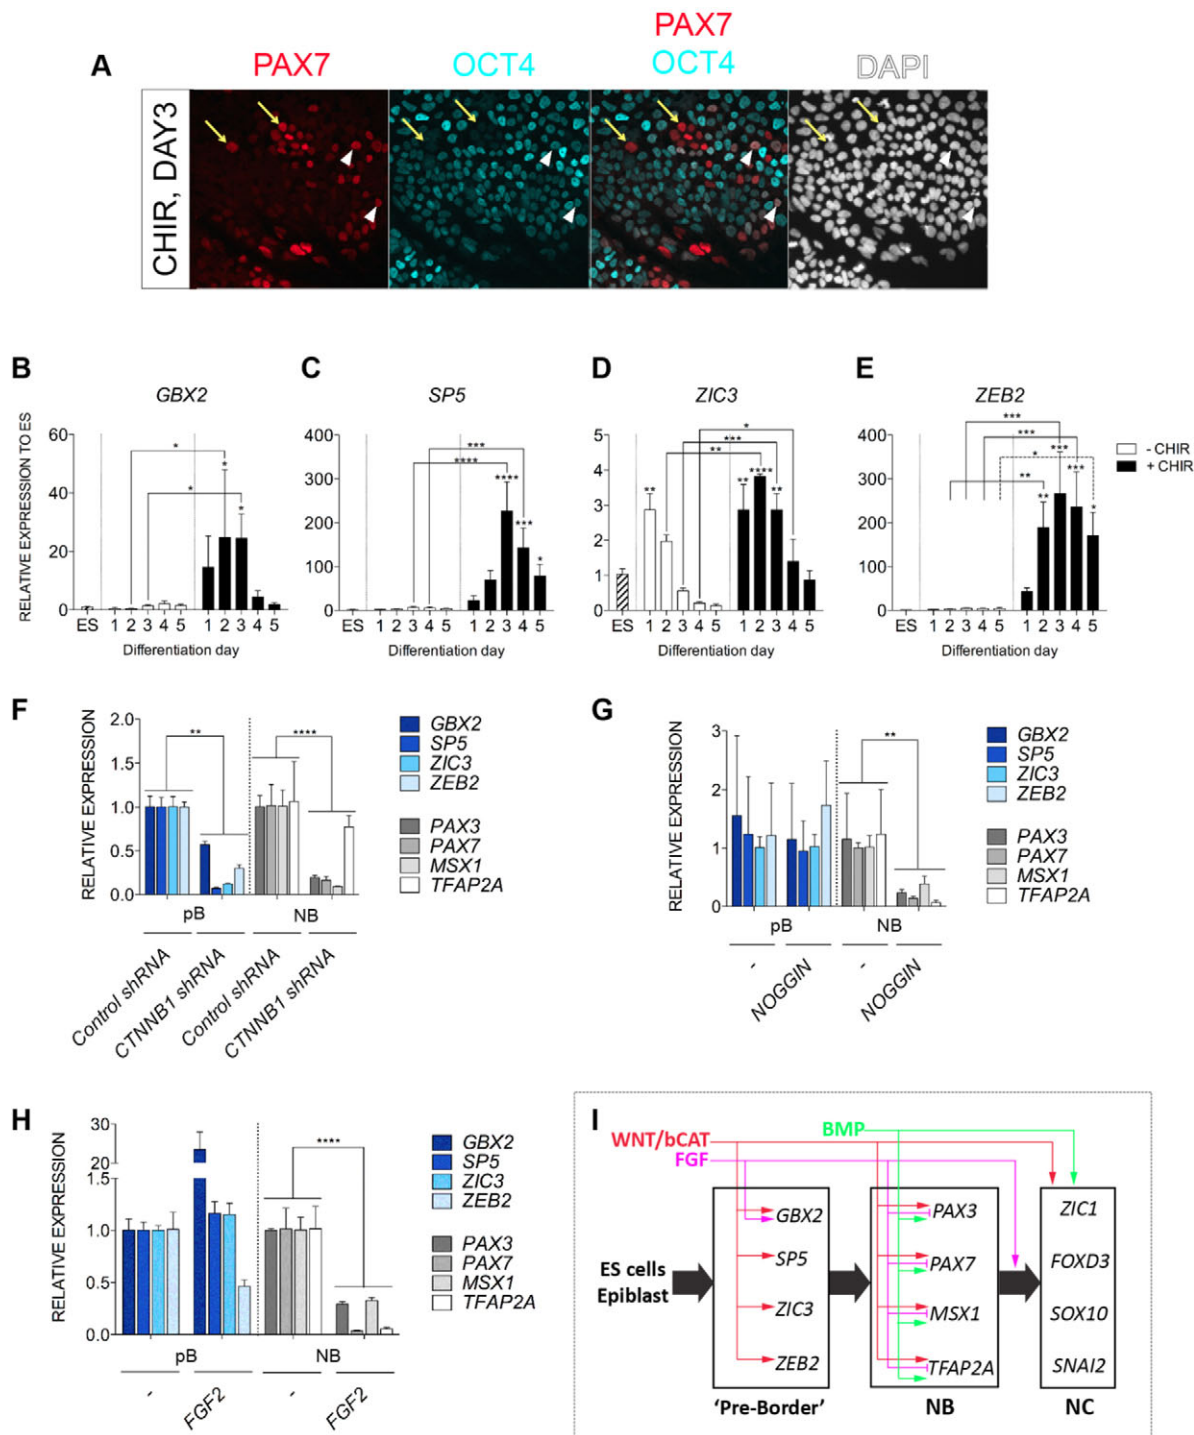 A
PAX7
OCT4
PAX7
OCT4
DAPI
CHIR, DAY3
B
GBX2
C
SP5
D
ZIC3
E
ZEB2
RELATIVE EXPRESSION TO ES
60
40
20
0
*
*
*
*
ES 1 2 3 4 5 1 2 3 4 5
Differentiation day
400
300
200
100
0
***
****
****
***
*
ES 1 2 3 4 5 1 2 3 4 5
Differentiation day
5
4
3
2
1
0
*
***
**
**
**
****
**
ES 1 2 3 4 5 1 2 3 4 5
Differentiation day
400
300
200
100
0
***
***
*
**
**
***
***
*
ES 1 2 3 4 5 1 2 3 4 5
Differentiation day
- CHIR
+ CHIR
F
RELATIVE EXPRESSION
2.0
1.5
1.0
0.5
0.0
**
****
pB
NB
Control shRNA
CTNNB1 shRNA
Control shRNA
CTNNB1 shRNA
GBX2
SP5
ZIC3
ZEB2
PAX3
PAX7
MSX1
TFAP2A
G
RELATIVE EXPRESSION
3
2
1
0
**
pB
NB
-
NOGGIN
-
NOGGIN
GBX2
SP5
ZIC3
ZEB2
PAX3
PAX7
MSX1
TFAP2A
H
RELATIVE EXPRESSION
30
20
1.5
1.0
0.5
0.0
****
pB
NB
-
FGF2
-
FGF2
GBX2
SP5
ZIC3
ZEB2
PAX3
PAX7
MSX1
TFAP2A
I
BMP
WNT/bCAT
FGF
ES cells
Epiblast
GBX2
SP5
ZIC3
ZEB2
'Pre-Border'
PAX3
PAX7
MSX1
TFAP2A
NB
ZIC1
FOXD3
SOX10
SNAI2
NC